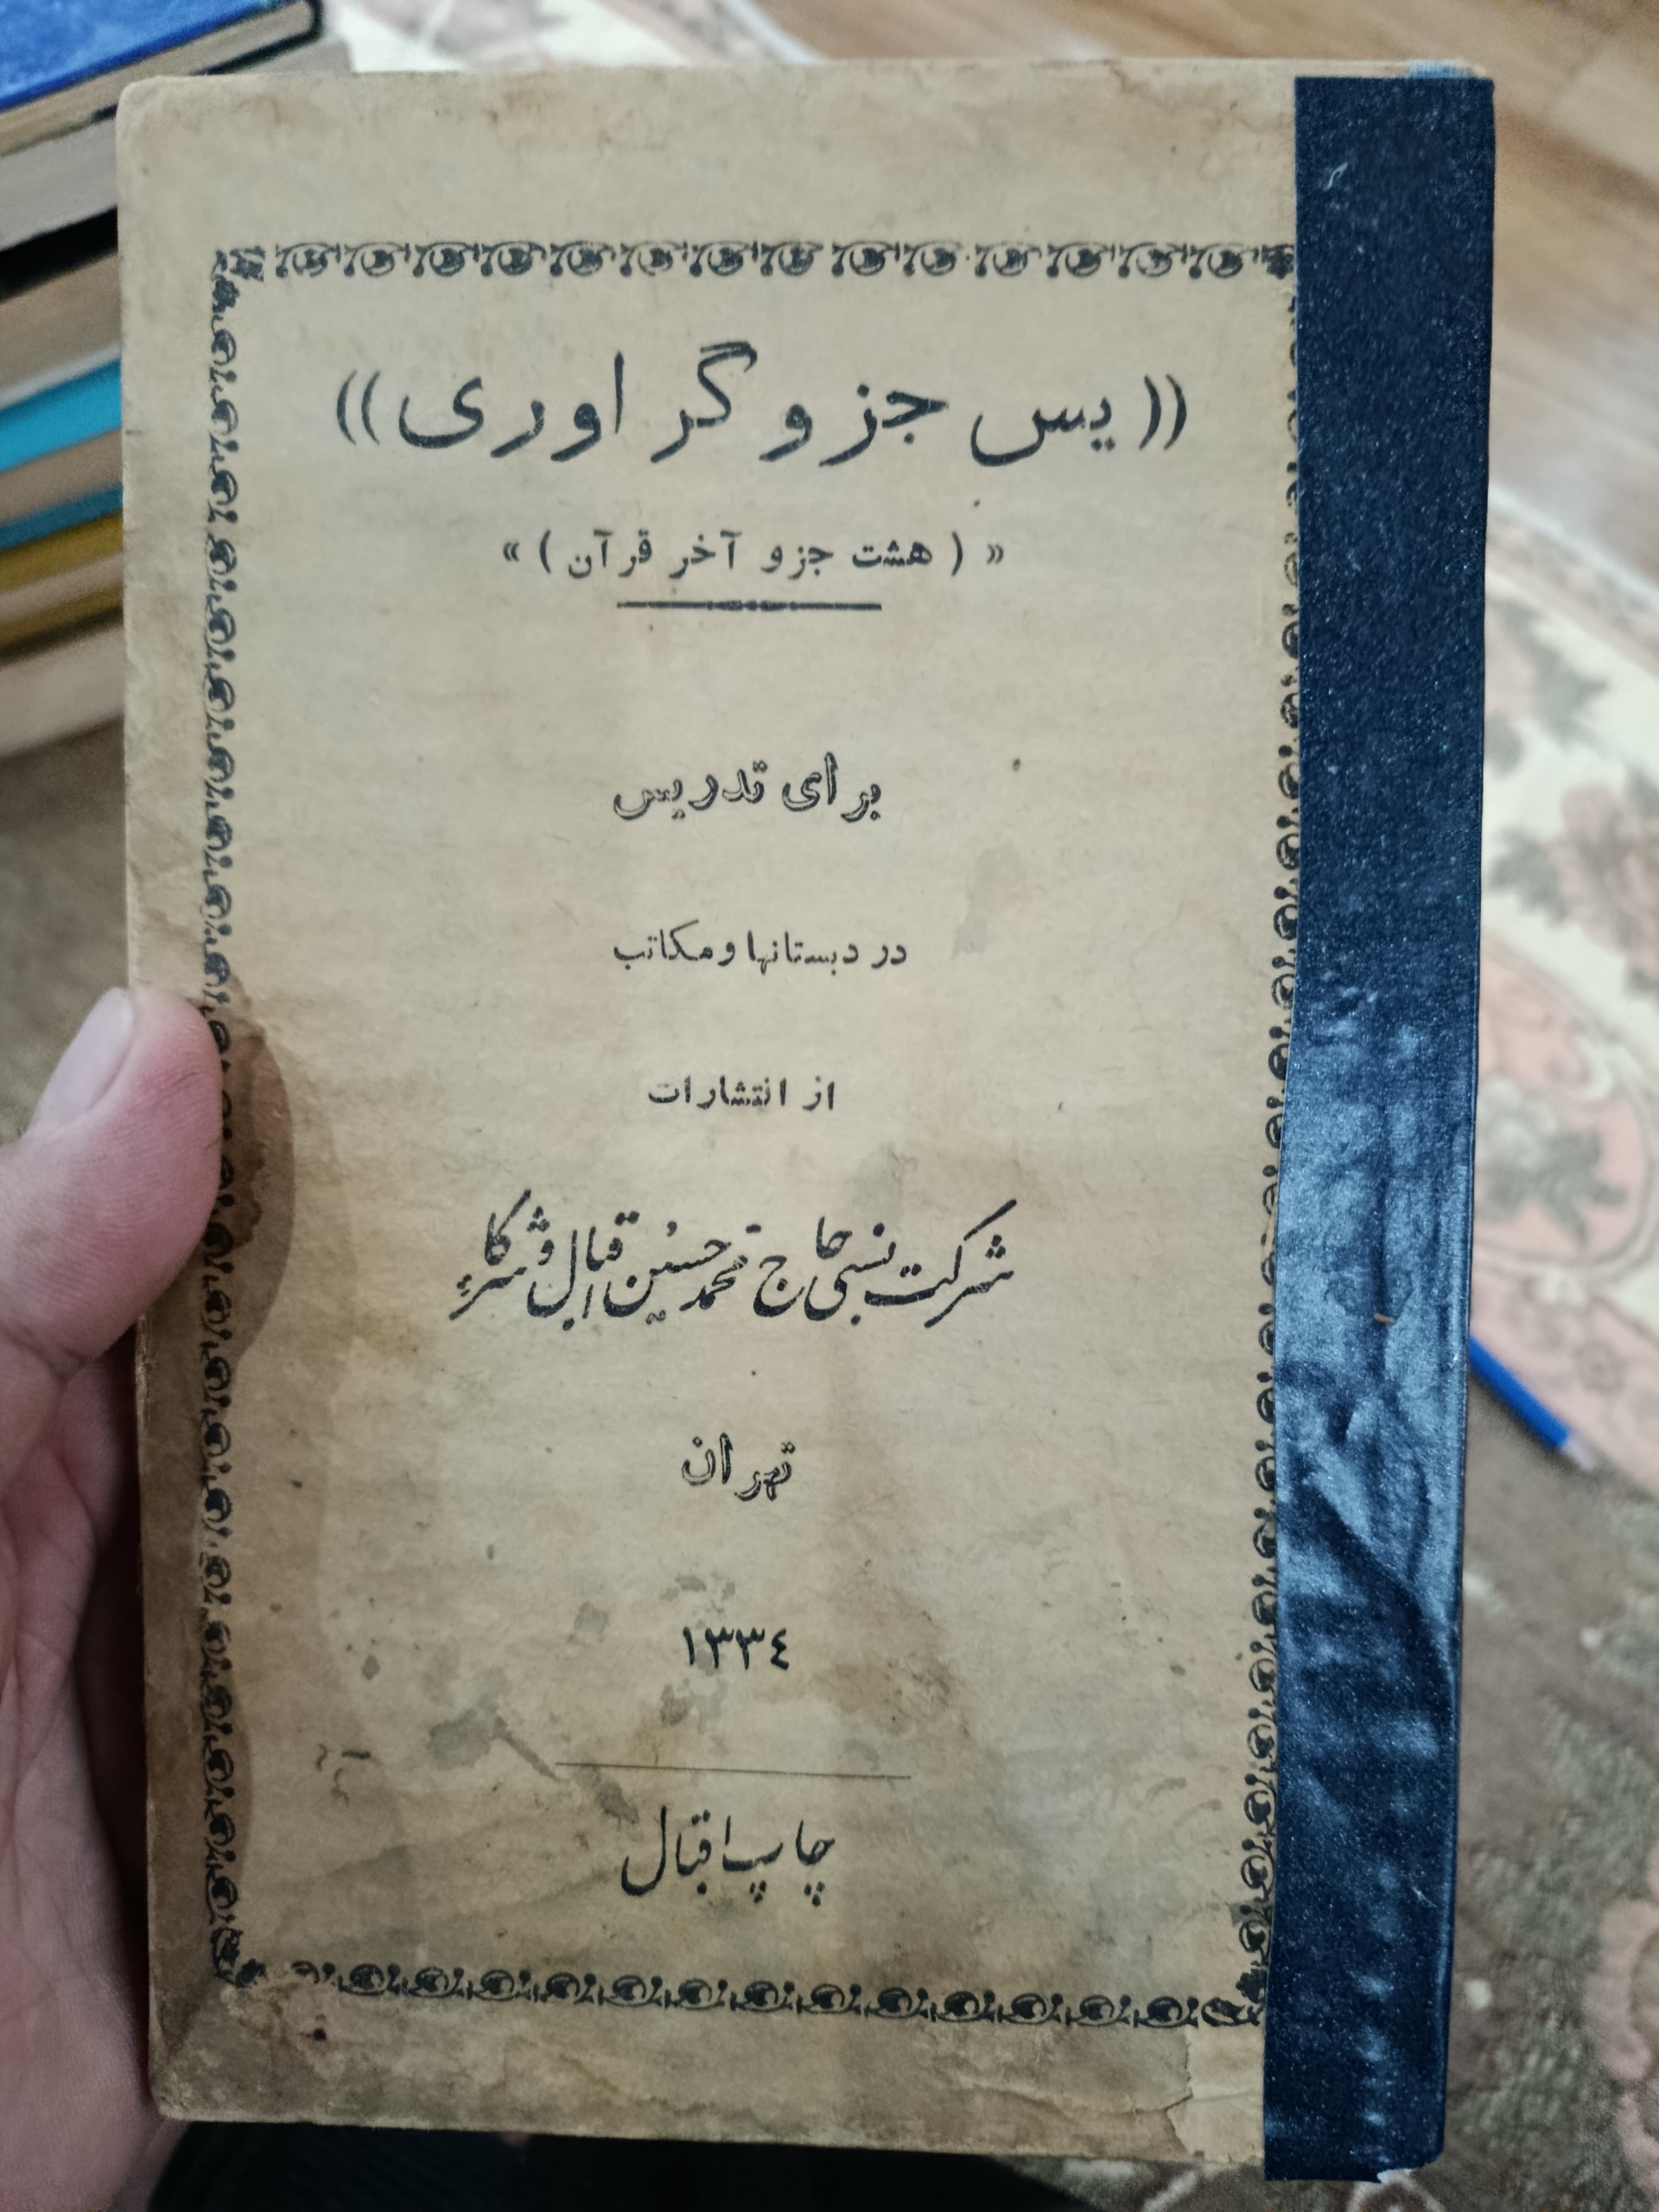 ((یس جزو گراوری))
« ( هشت جزو آخر قرآن ) »
برای تدریس
در دبستانها و مکاتب
از انتشارات
شرکت نسبی حاج محمد حسین اقبال و شرکاء
تهران
۱۳۳٤
چاپ اقبال